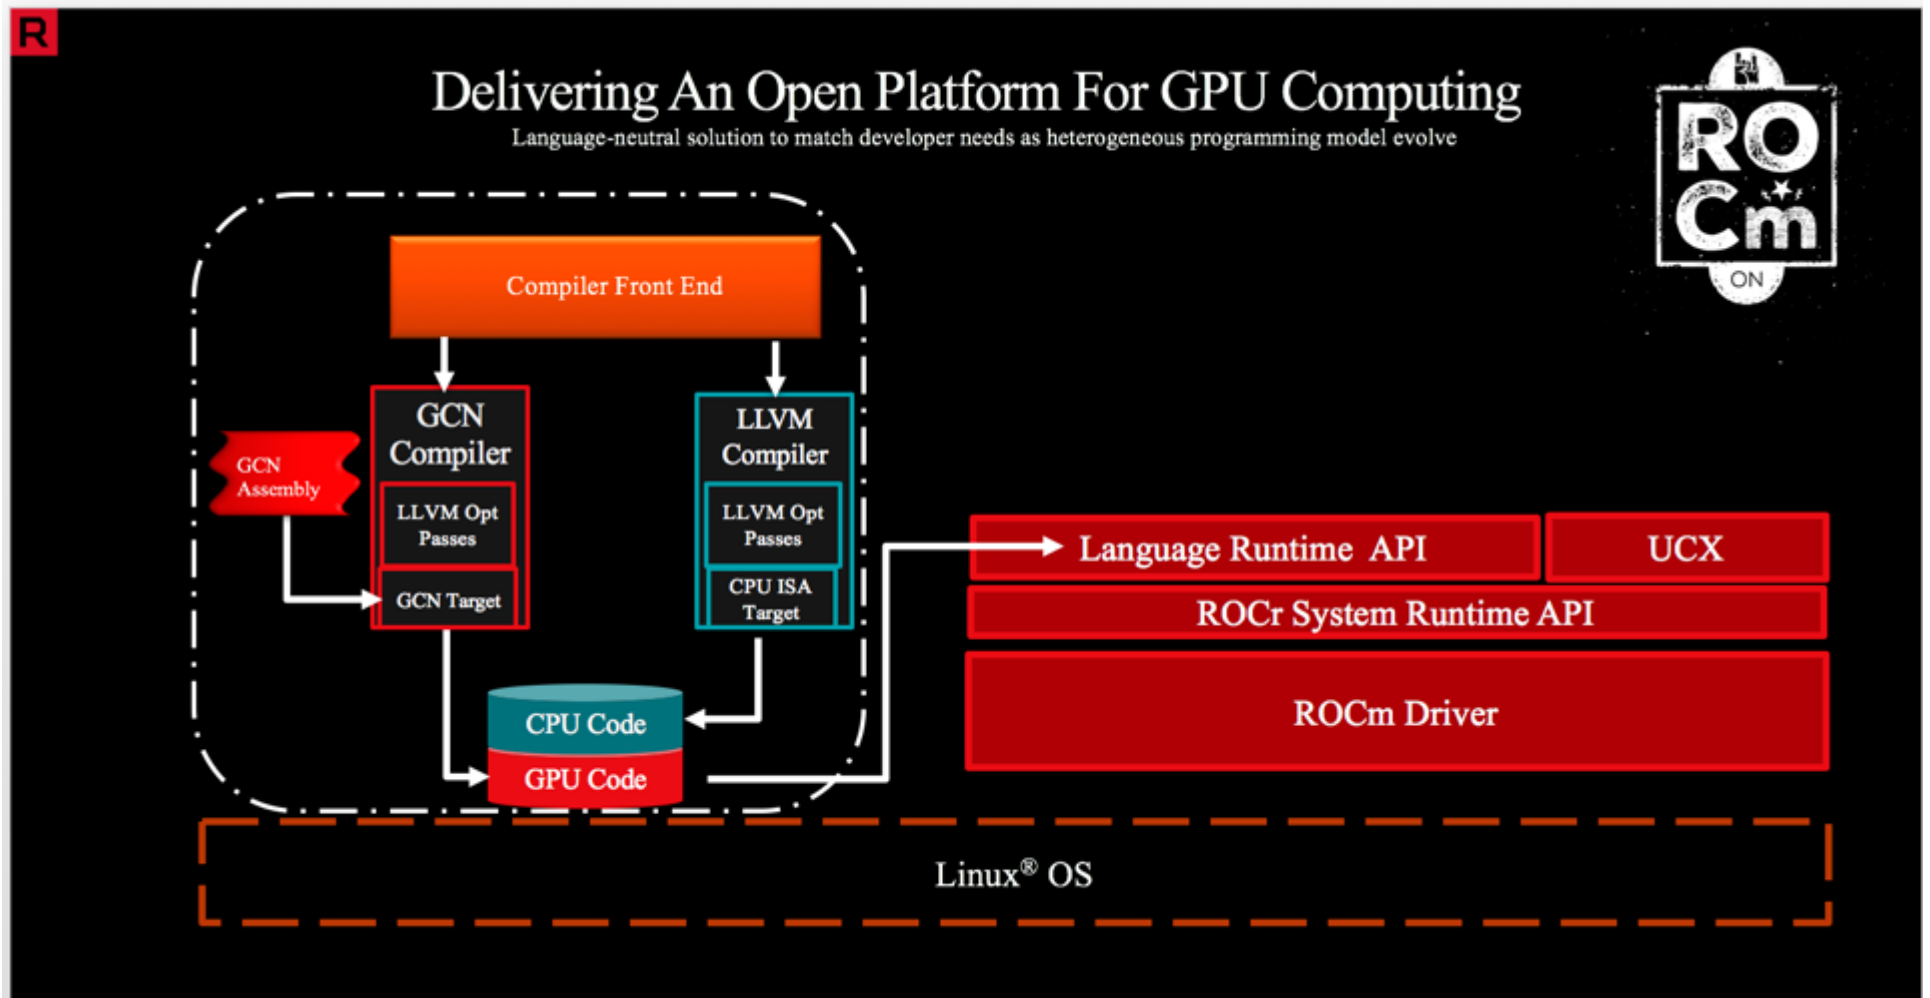 R
Delivering An Open Platform For GPU Computing
Language-neutral solution to match developer needs as heterogeneous programming model evolve
RO
Cm
ON
Compiler Front End
GCN
Compiler
LLVM Opt
Passes
GCN Target
GCN
Assembly
LLVM
Compiler
LLVM Opt
Passes
CPU ISA
Target
CPU Code
GPU Code
Language Runtime API
UCX
ROCr System Runtime API
ROCm Driver
Linux® OS